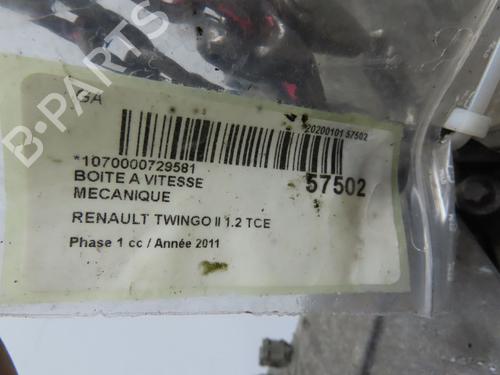 GA
20200101 57502
*1070000729581
57502
BOITE A VITESSE
MECANIQUE
RENAULT TWINGO II 1.2 TCE
Phase 1 cc / Année 2011
B-PARTS